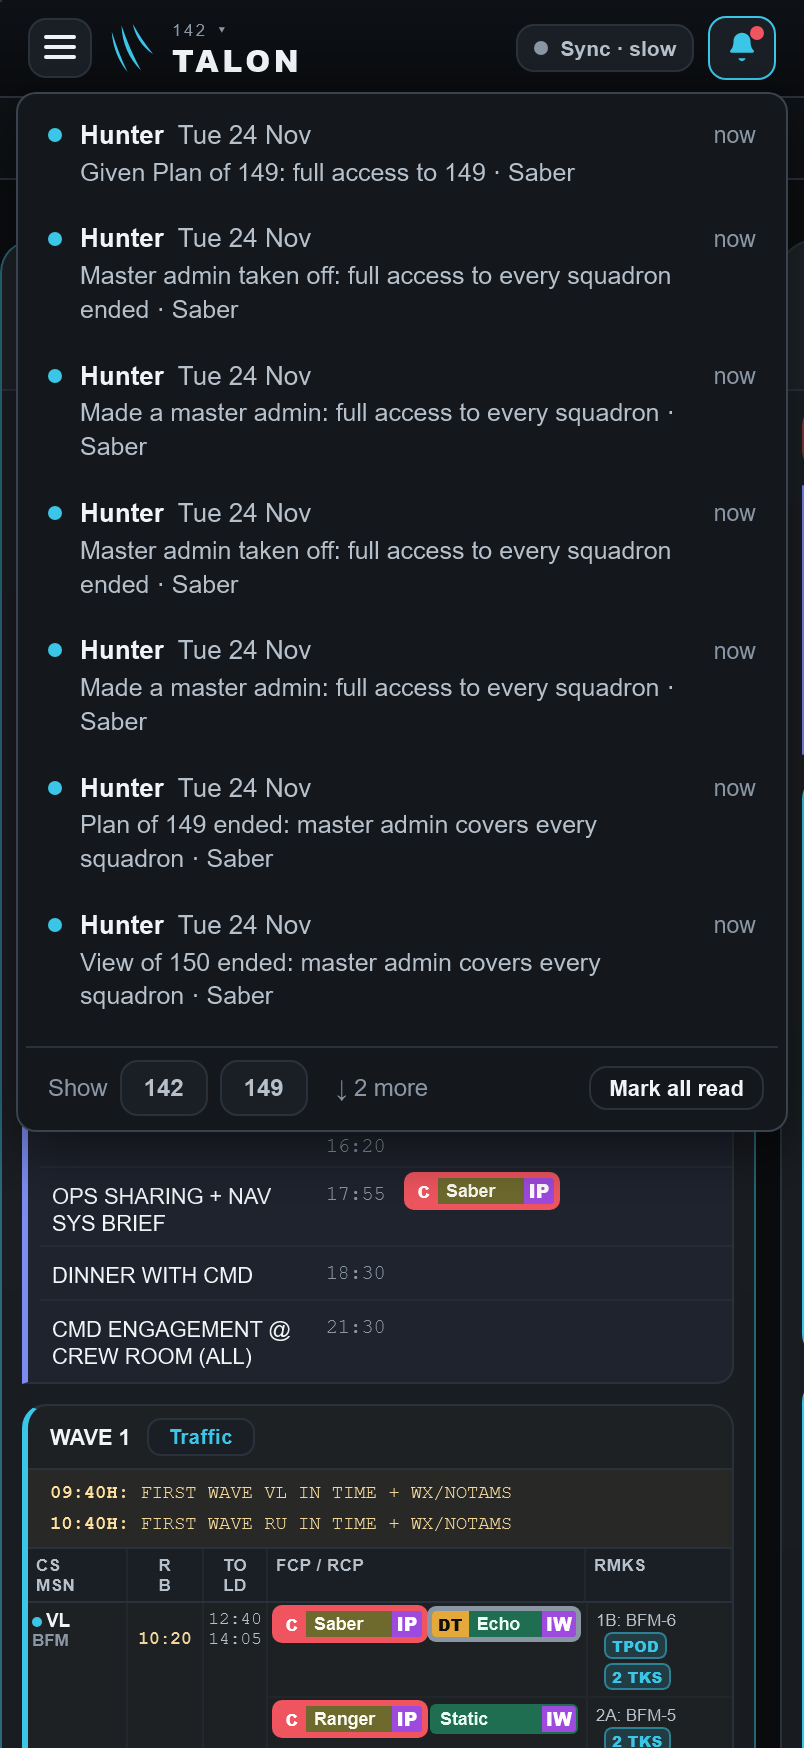 142 ▾
TALON
Sync · slow
Hunter Tue 24 Nov now
Given Plan of 149: full access to 149 · Saber
Hunter Tue 24 Nov now
Master admin taken off: full access to every squadron
ended · Saber
Hunter Tue 24 Nov now
Made a master admin: full access to every squadron ·
Saber
Hunter Tue 24 Nov now
Master admin taken off: full access to every squadron
ended · Saber
Hunter Tue 24 Nov now
Made a master admin: full access to every squadron ·
Saber
Hunter Tue 24 Nov now
Plan of 149 ended: master admin covers every
squadron · Saber
Hunter Tue 24 Nov now
View of 150 ended: master admin covers every
squadron · Saber
Show 142 149 ↓ 2 more Mark all read
16:20
OPS SHARING + NAV
SYS BRIEF
17:55 C Saber IP
DINNER WITH CMD 18:30
CMD ENGAGEMENT @
CREW ROOM (ALL)
21:30
WAVE 1 Traffic
09:40H: FIRST WAVE VL IN TIME + WX/NOTAMS
10:40H: FIRST WAVE RU IN TIME + WX/NOTAMS
CS R TO FCP / RCP RMKS
MSN B LD
VL 12:40 C Saber IP DT Echo IW 1B: BFM-6
BFM 10:20 14:05 TPOD
2 TKS
C Ranger IP Static IW 2A: BFM-5
2 TKS